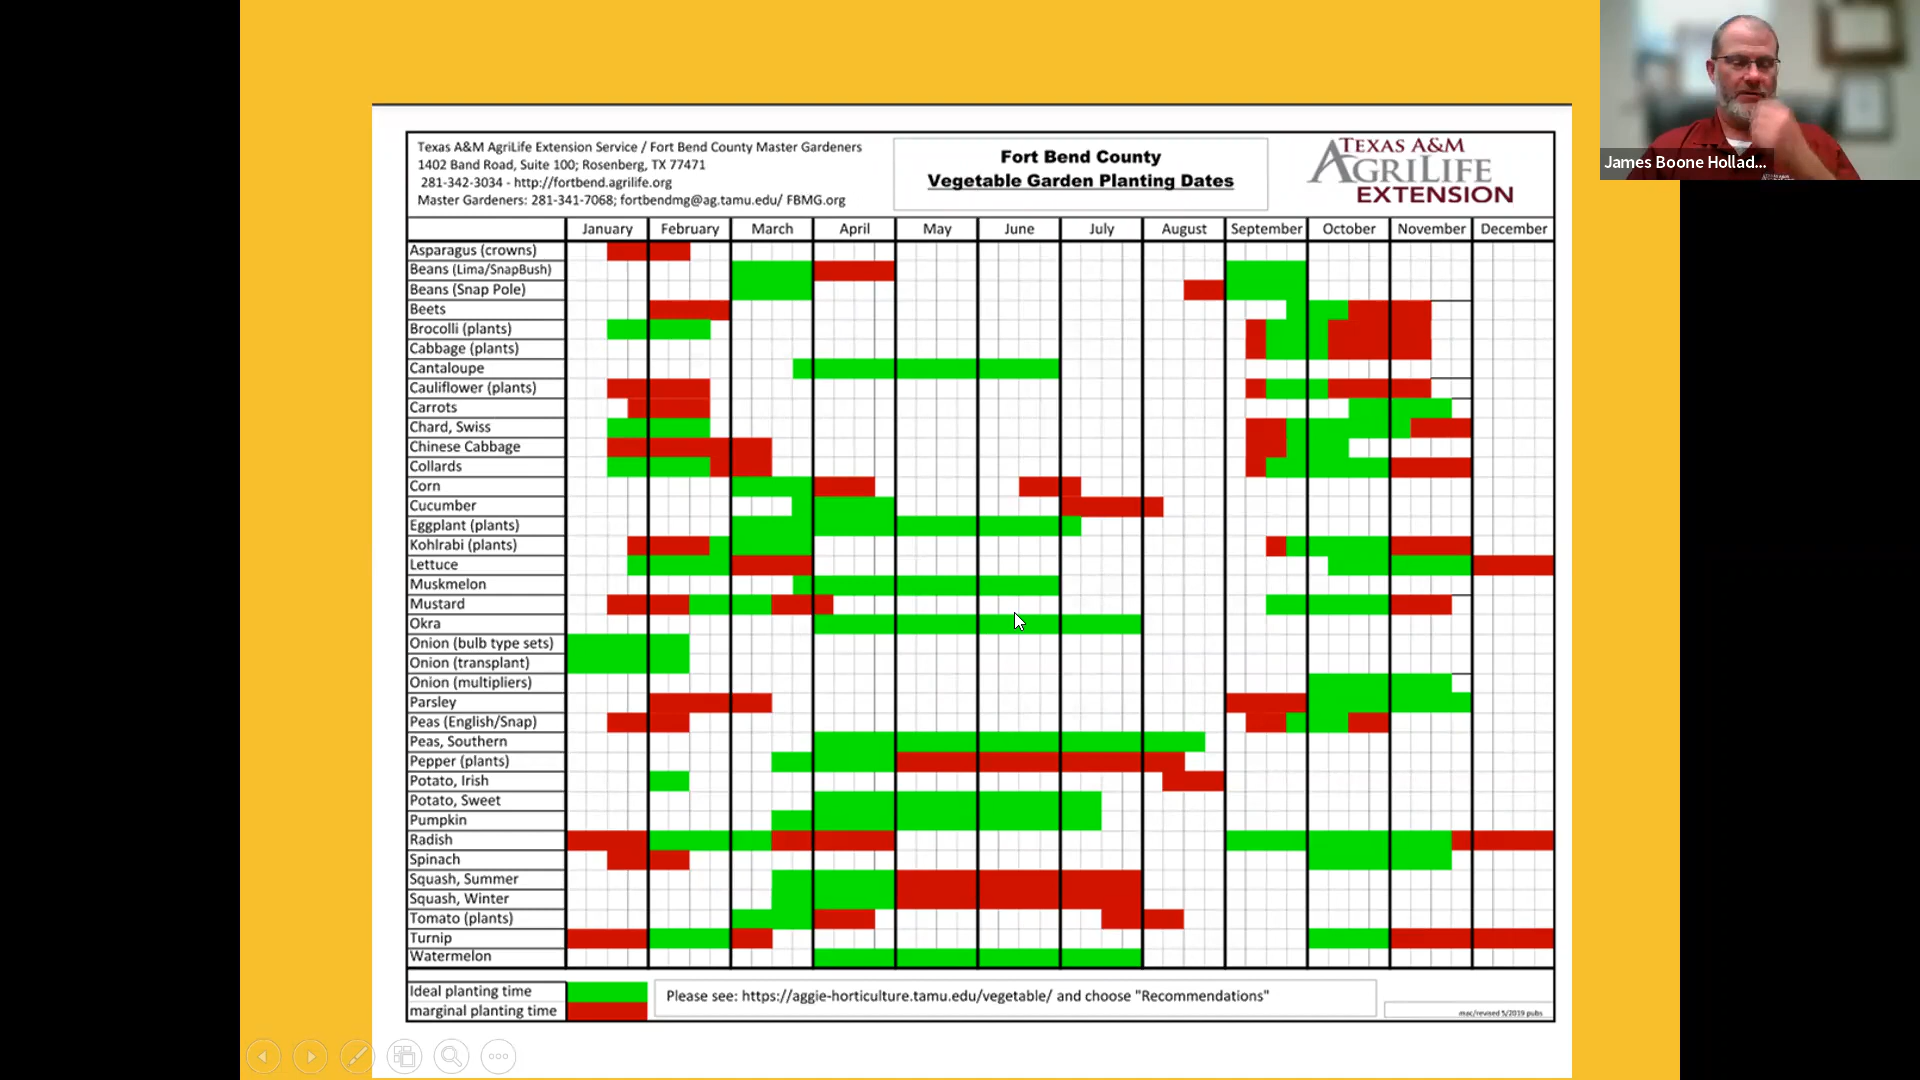 Texas A&M AgriLife Extension Service / Fort Bend County Master Gardeners
1402 Band Road, Suite 100; Rosenberg, TX 77471
281-342-3034 - http://fortbend.agrilife.org
Master Gardeners: 281-341-7068; fortbendmg@ag.tamu.edu/ FBMG.org
Fort Bend County
Vegetable Garden Planting Dates
TEXAS A&M
AGRILIFE
EXTENSION
James Boone Hollad...
January February March April May June July August September October November December
Asparagus (crowns)
Beans (Lima/SnapBush)
Beans (Snap Pole)
Beets
Brocolli (plants)
Cabbage (plants)
Cantaloupe
Cauliflower (plants)
Carrots
Chard, Swiss
Chinese Cabbage
Collards
Corn
Cucumber
Eggplant (plants)
Kohlrabi (plants)
Lettuce
Muskmelon
Mustard
Okra
Onion (bulb type sets)
Onion (transplant)
Onion (multipliers)
Parsley
Peas (English/Snap)
Peas, Southern
Pepper (plants)
Potato, Irish
Potato, Sweet
Pumpkin
Radish
Spinach
Squash, Summer
Squash, Winter
Tomato (plants)
Turnip
Watermelon
Ideal planting time
marginal planting time
Please see: https://aggie-horticulture.tamu.edu/vegetable/ and choose "Recommendations"
mac/revised 5/2019 pubs